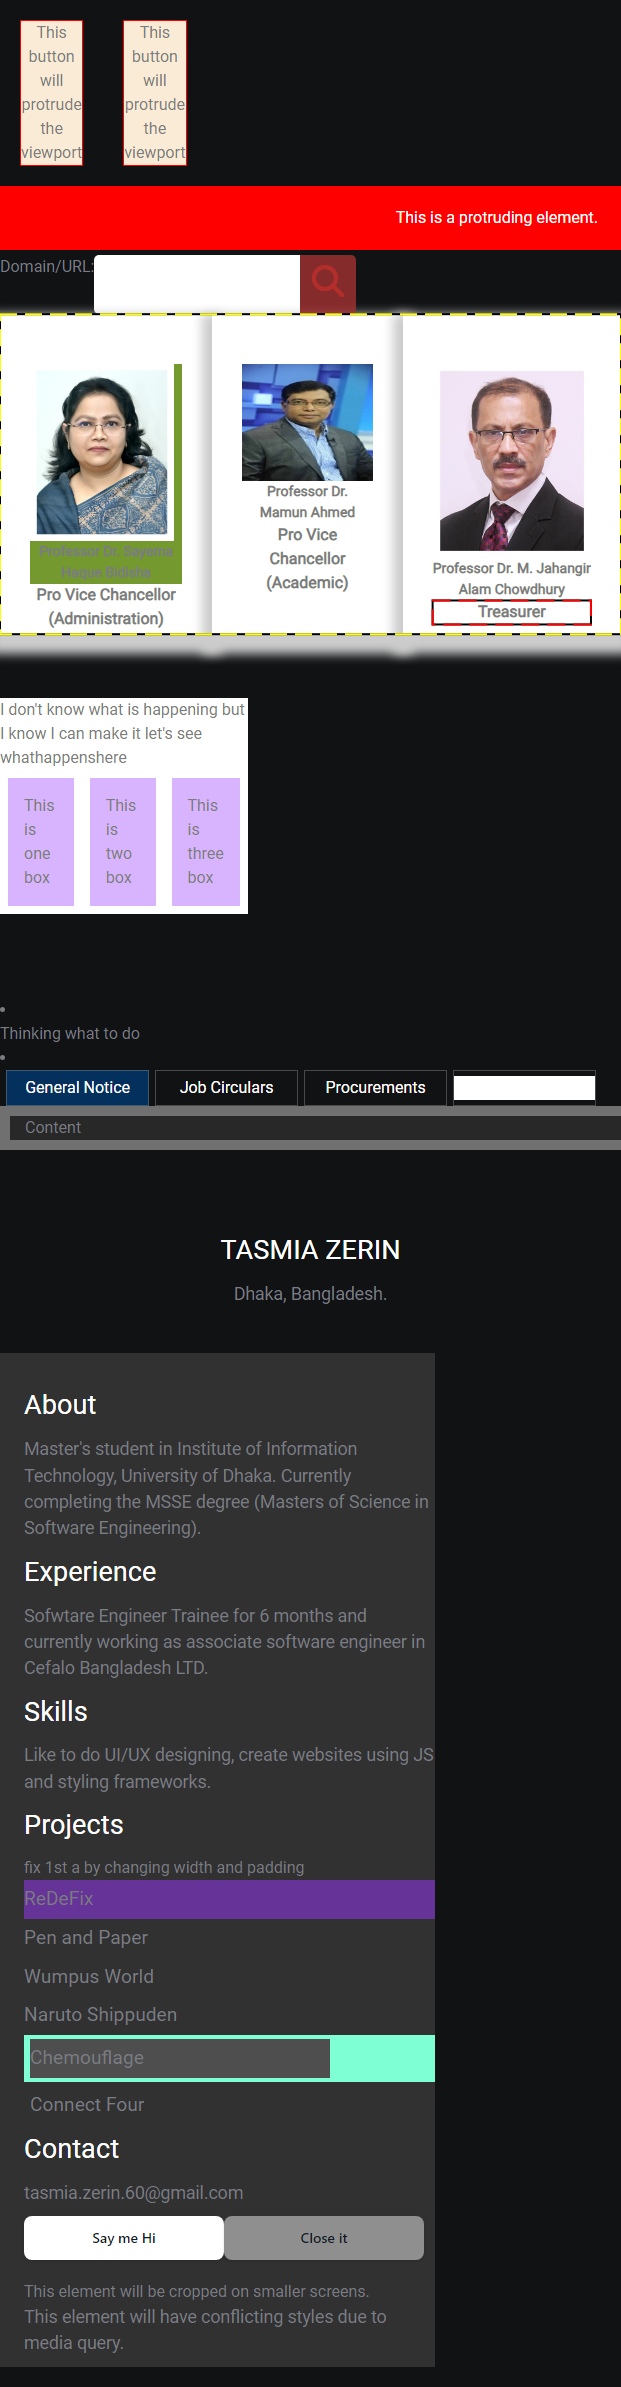 This
button
will
protrude
the
viewport
This
button
will
protrude
the
viewport
This is a protruding element.
Domain/URL:
Professor Dr. Sayema
Haque Bidisha
Pro Vice Chancellor
(Administration)
Professor Dr.
Mamun Ahmed
Pro Vice
Chancellor
(Academic)
Professor Dr. M. Jahangir
Alam Chowdhury
Treasurer
I don't know what is happening but
I know I can make it let's see
whathappenshere
This
is
one
box
This
is
two
box
This
is
three
box
Thinking what to do
General Notice
Job Circulars
Procurements
Content
TASMIA ZERIN
Dhaka, Bangladesh.
About
Master's student in Institute of Information
Technology, University of Dhaka. Currently
completing the MSSE degree (Masters of Science in
Software Engineering).
Experience
Sofwtare Engineer Trainee for 6 months and
currently working as associate software engineer in
Cefalo Bangladesh LTD.
Skills
Like to do UI/UX designing, create websites using JS
and styling frameworks.
Projects
fix 1st a by changing width and padding
ReDeFix
Pen and Paper
Wumpus World
Naruto Shippuden
Chemouflage
Connect Four
Contact
tasmia.zerin.60@gmail.com
Say me Hi
Close it
This element will be cropped on smaller screens.
This element will have conflicting styles due to
media query.